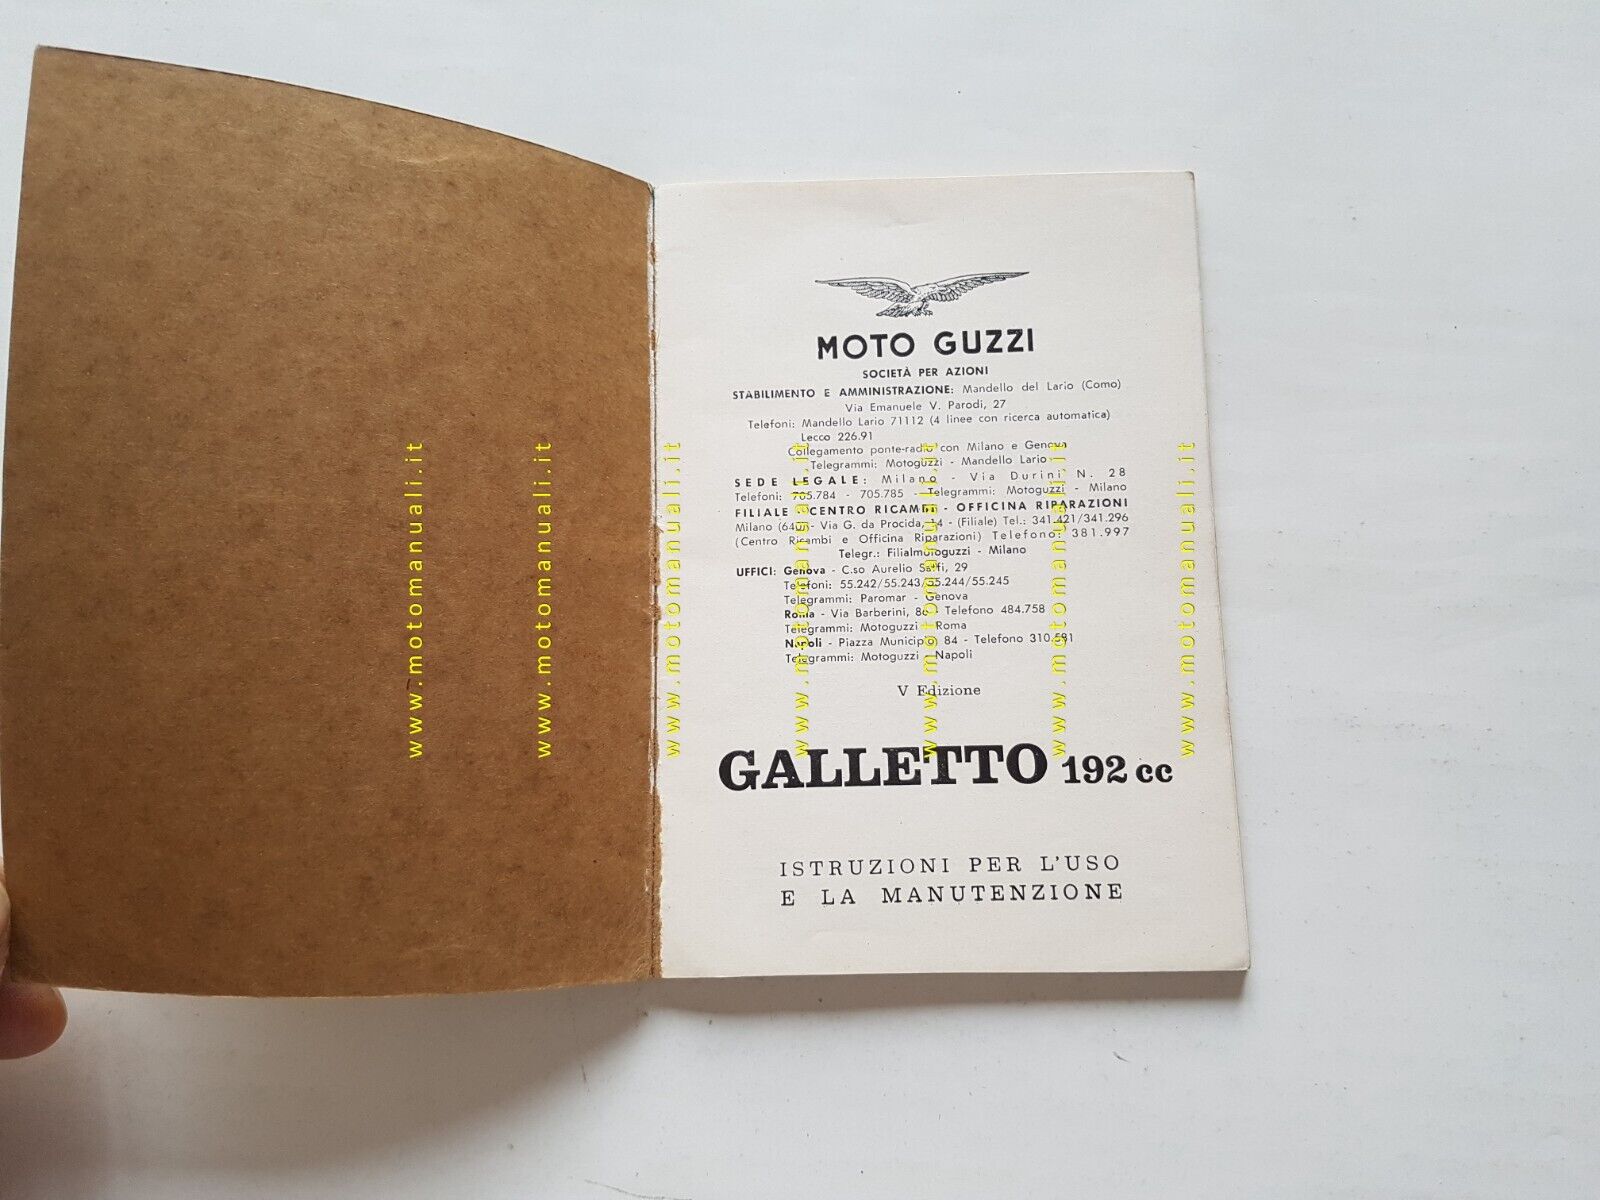 MOTO GUZZI
SOCIETÀ PER AZIONI
STABILIMENTO E AMMINISTRAZIONE: Mandello del Lario (Como)
Via Emanuele V. Parodi, 27
Telefoni: Mandello Lario 71112 (4 linee con ricerca automatica)
Lecco 226.91
Collegamento ponte-radio con Milano e Genova
Telegrammi: Motoguzzi - Mandello Lario
SEDE LEGALE: Milano - Via Durini N. 28
Telefoni: 705.784 - 705.785 - Telegrammi: Motoguzzi - Milano
FILIALE - CENTRO RICAMBI - OFFICINA RIPARAZIONI
Milano (640) - Via G. da Procida, 14 - (Filiale) Tel.: 341.421/341.296
(Centro Ricambi e Officina Riparazioni) Telefono: 381.997
Telegr.: Filialmotoguzzi - Milano
UFFICI: Genova - C.so Aurelio Saffi, 29
Telefoni: 55.242/55.243/55.244/55.245
Telegrammi: Paromar - Genova
Roma - Via Barberini, - Telefono 484.758
Telegrammi: Motoguzzi - Roma
Napoli - Piazza Municipio 84 - Telefono 310.581
Telegrammi: Motoguzzi - Napoli
V Edizione
GALLETTO 192 cc
ISTRUZIONI PER L'USO
E LA MANUTENZIONE
www.motomanuali.it
www.motomanuali.it
www.motomanuali.it
www.motomanuali.it
www.motomanuali.it
www.motomanuali.it
www.motomanuali.it